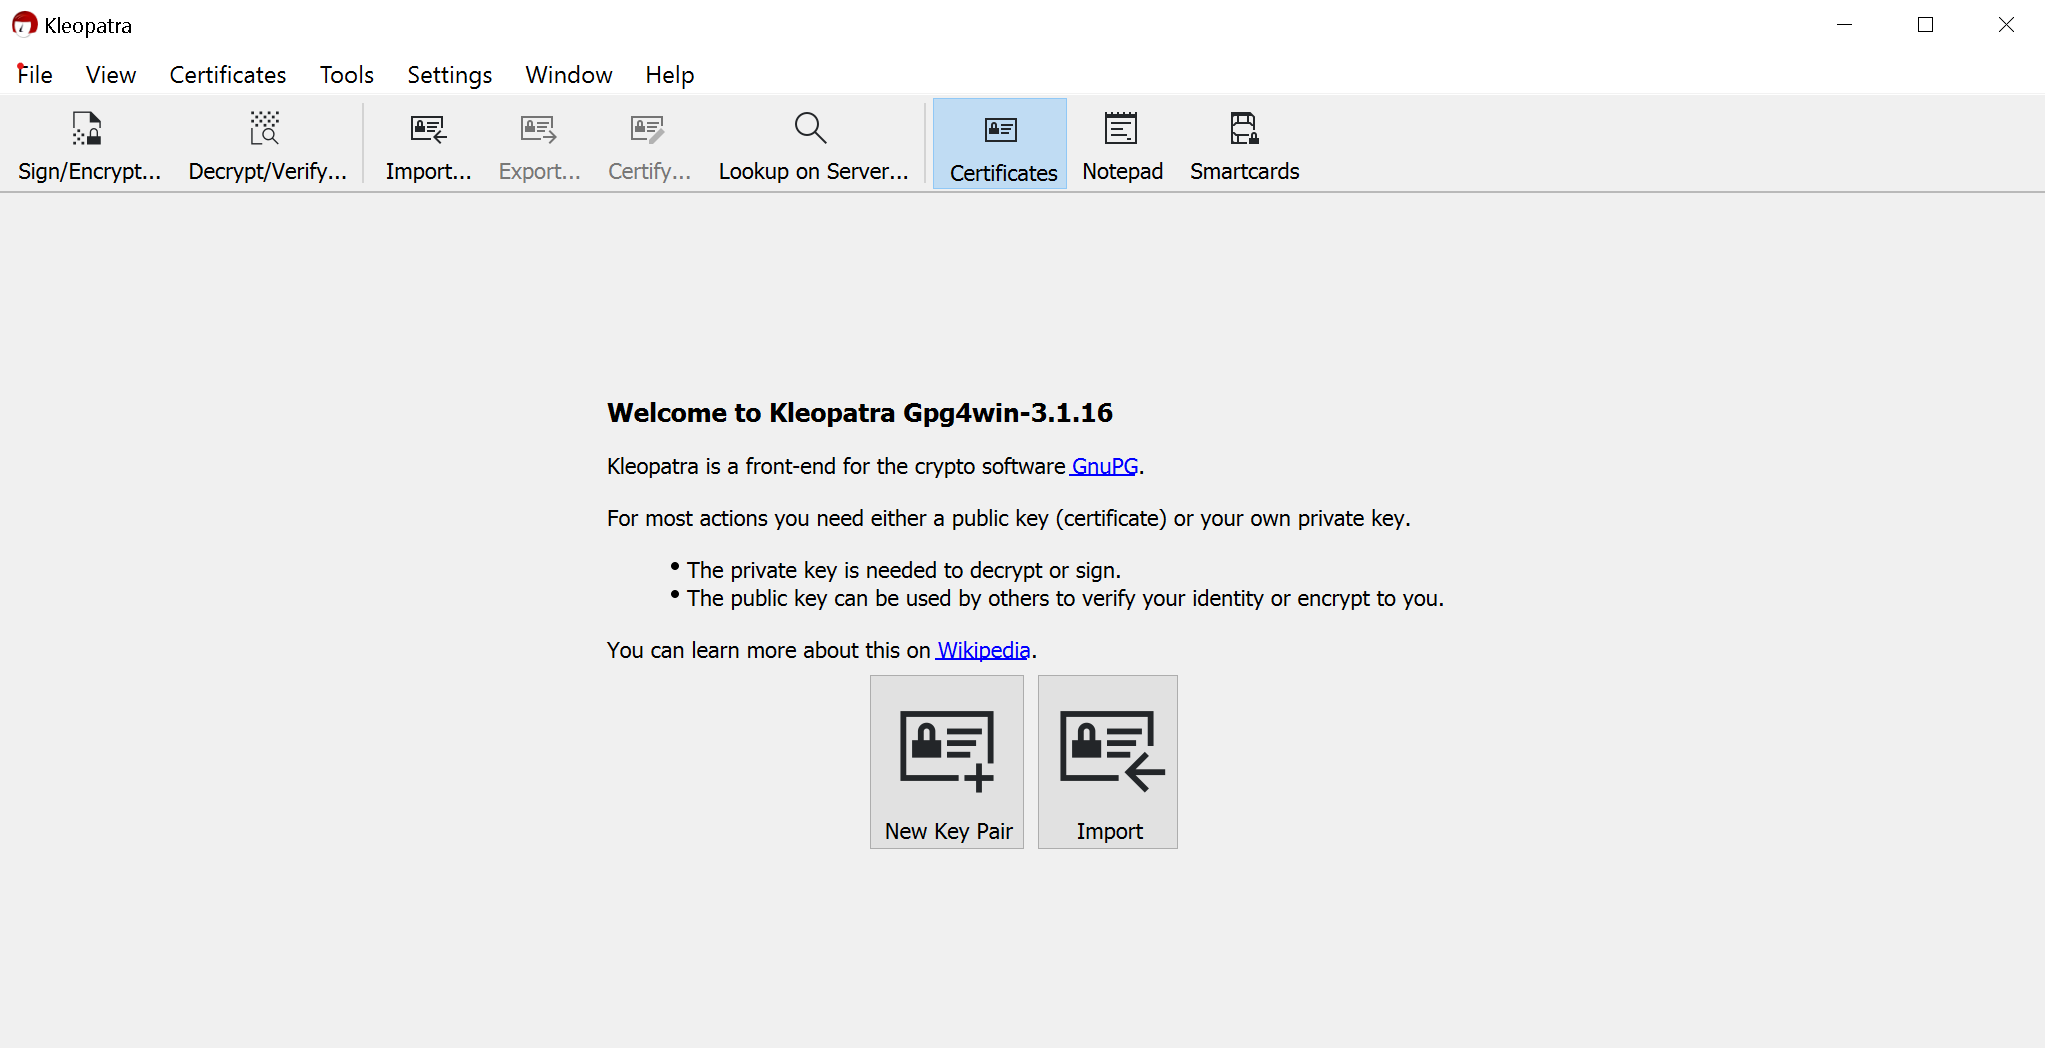 Kleopatra
File View Certificates Tools Settings Window Help
Sign/Encrypt... Decrypt/Verify... Import... Export... Certify... Lookup on Server... Certificates Notepad Smartcards
Welcome to Kleopatra Gpg4win-3.1.16
Kleopatra is a front-end for the crypto software GnuPG.
For most actions you need either a public key (certificate) or your own private key.
• The private key is needed to decrypt or sign.
• The public key can be used by others to verify your identity or encrypt to you.
You can learn more about this on Wikipedia.
New Key Pair Import